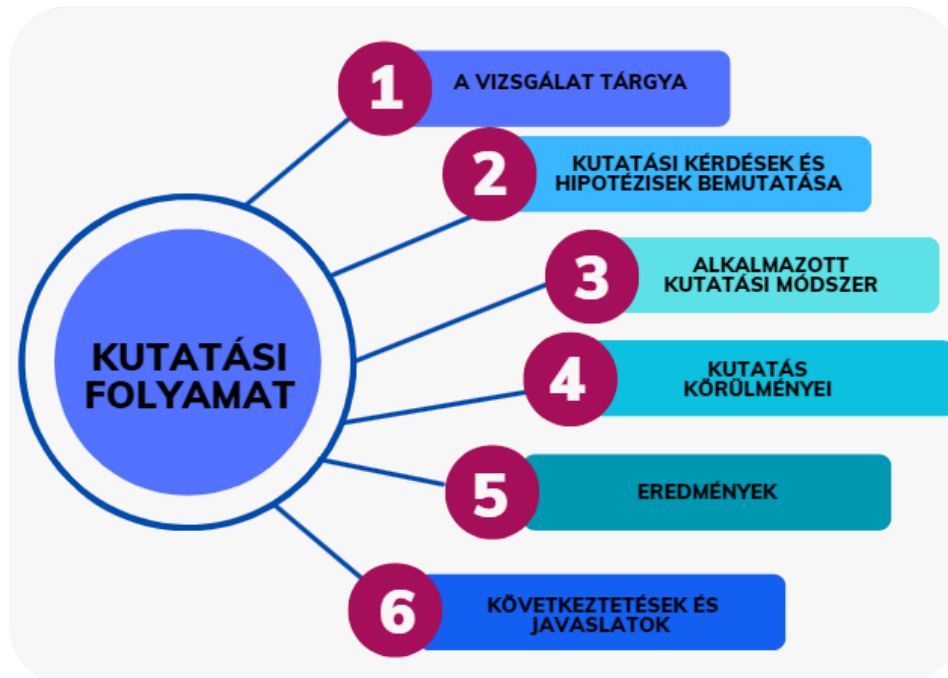 1
A VIZSGÁLAT TÁRGYA
2
KUTATÁSI KÉRDÉSEK ÉS
HIPOTÉZISEK BEMUTATÁSA
3
ALKALMAZOTT
KUTATÁSI MÓDSZER
KUTATÁSI
FOLYAMAT
4
KUTATÁS
KÖRÜLMÉNYEI
5
EREDMÉNYEK
6
KÖVETKEZTETÉSEK ÉS
JAVASLATOK